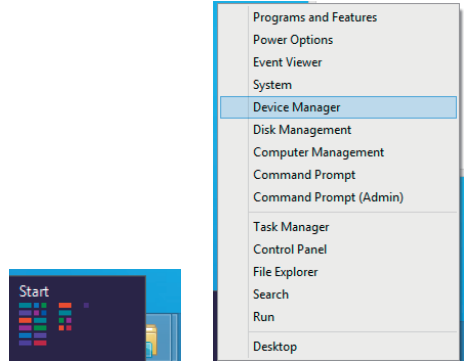 Start
Programs and Features
Power Options
Event Viewer
System
Device Manager
Disk Management
Computer Management
Command Prompt
Command Prompt (Admin)
Task Manager
Control Panel
File Explorer
Search
Run
Desktop